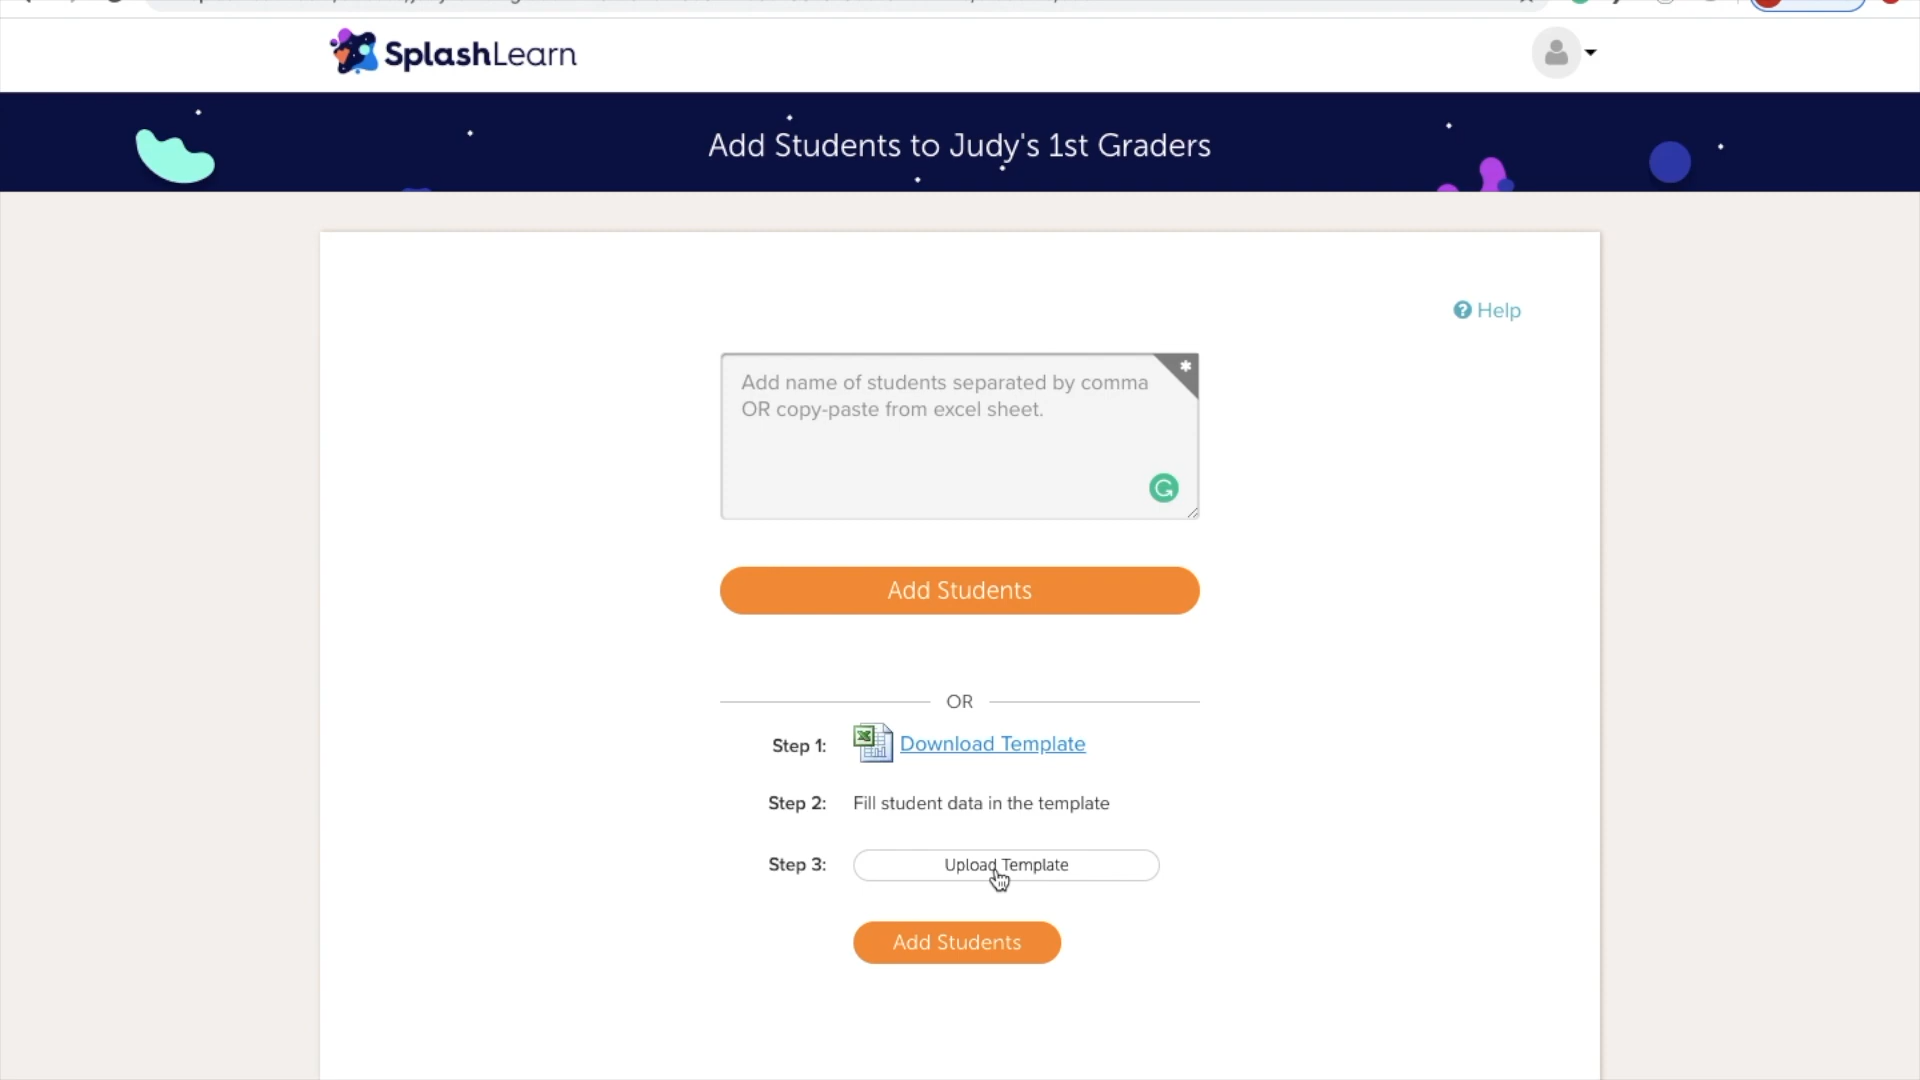 SplashLearn
Add Students to Judy's 1st Graders
Help
Add name of students separated by comma
OR copy-paste from excel sheet.
Add Students
OR
Step 1: Download Template
Step 2: Fill student data in the template
Step 3: Upload Template
Add Students